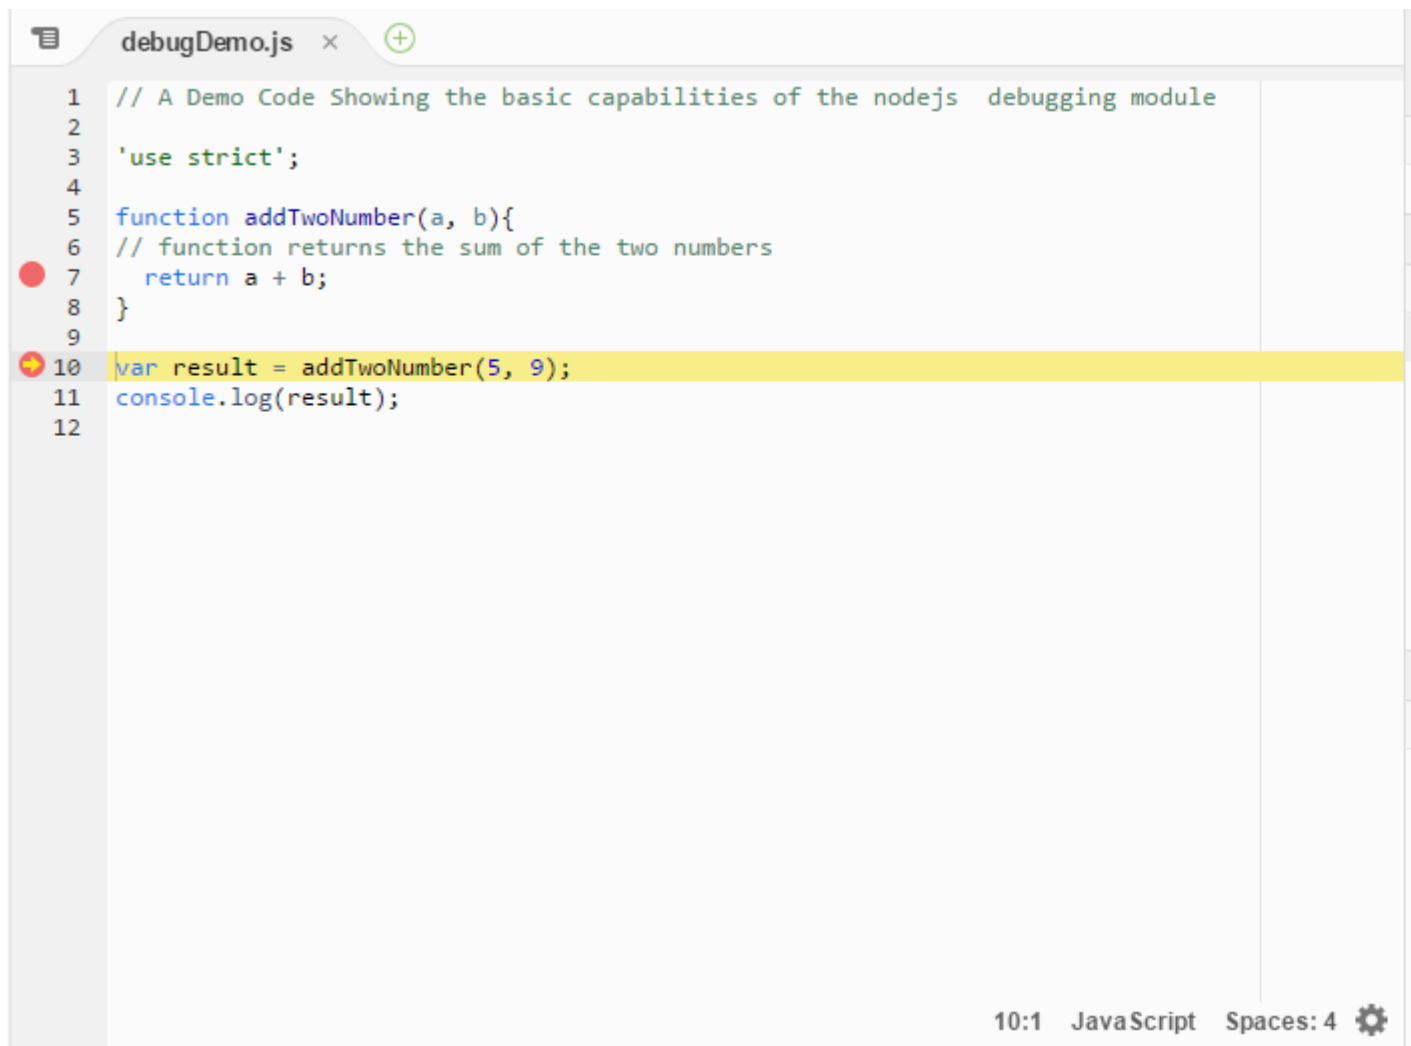 debugDemo.js
1 // A Demo Code Showing the basic capabilities of the nodejs  debugging module
2
3 'use strict';
4
5 function addTwoNumber(a, b){
6 // function returns the sum of the two numbers
7   return a + b;
8 }
9
10 var result = addTwoNumber(5, 9);
11 console.log(result);
12
10:1 JavaScript Spaces: 4